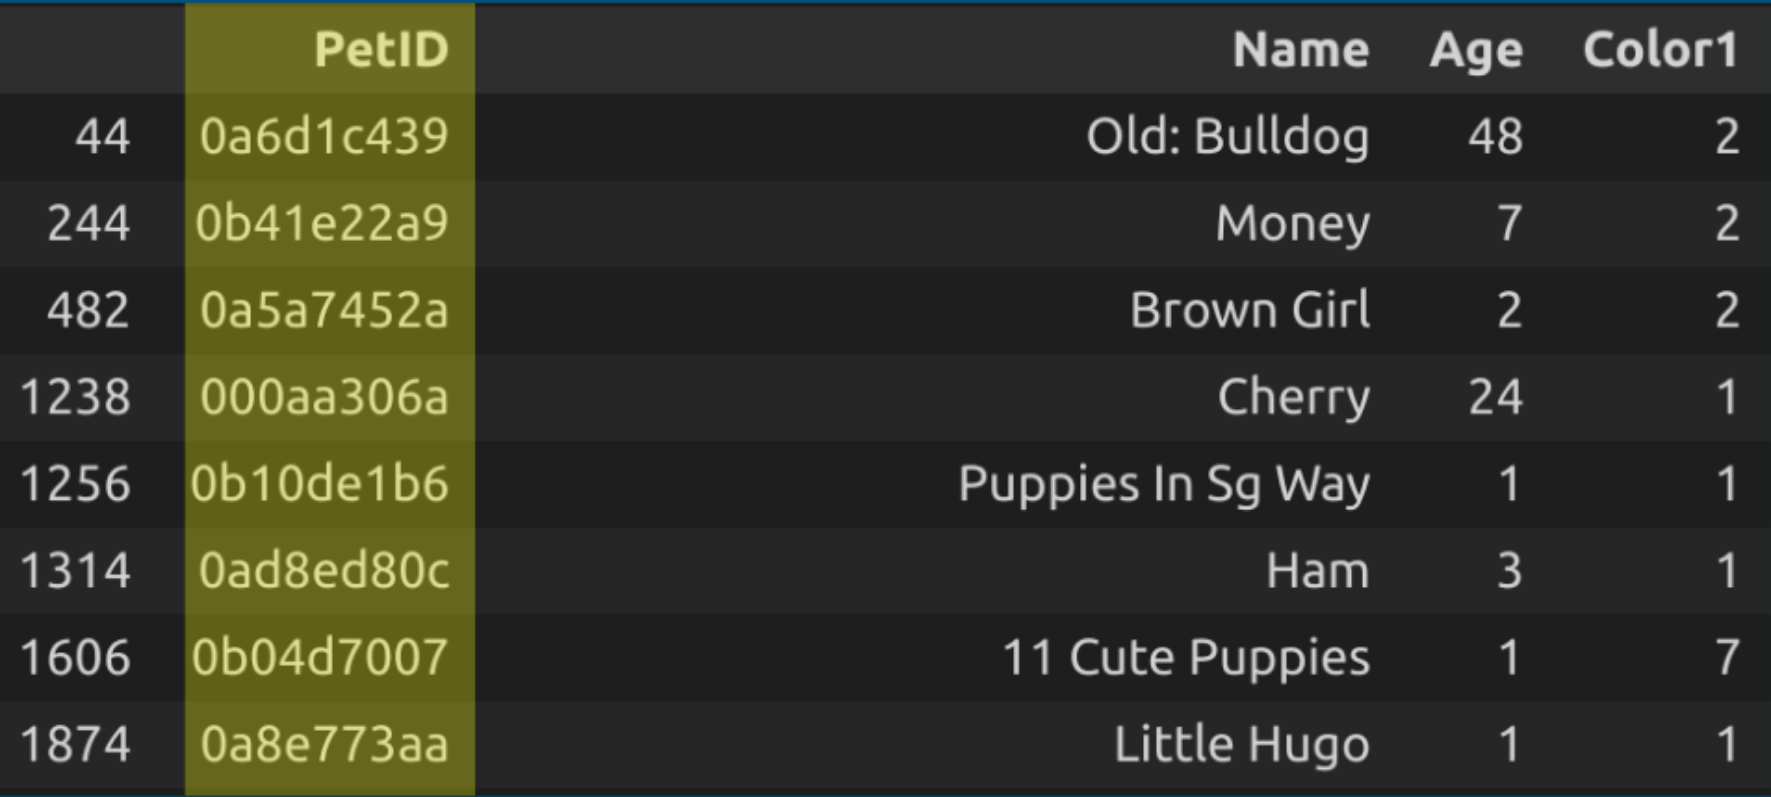 PetID Name Age Color1
44 0a6d1c439 Old: Bulldog 48 2
244 0b41e22a9 Money 7 2
482 0a5a7452a Brown Girl 2 2
1238 000aa306a Cherry 24 1
1256 0b10de1b6 Puppies In Sg Way 1 1
1314 0ad8ed80c Ham 3 1
1606 0b04d7007 11 Cute Puppies 1 7
1874 0a8e773aa Little Hugo 1 1